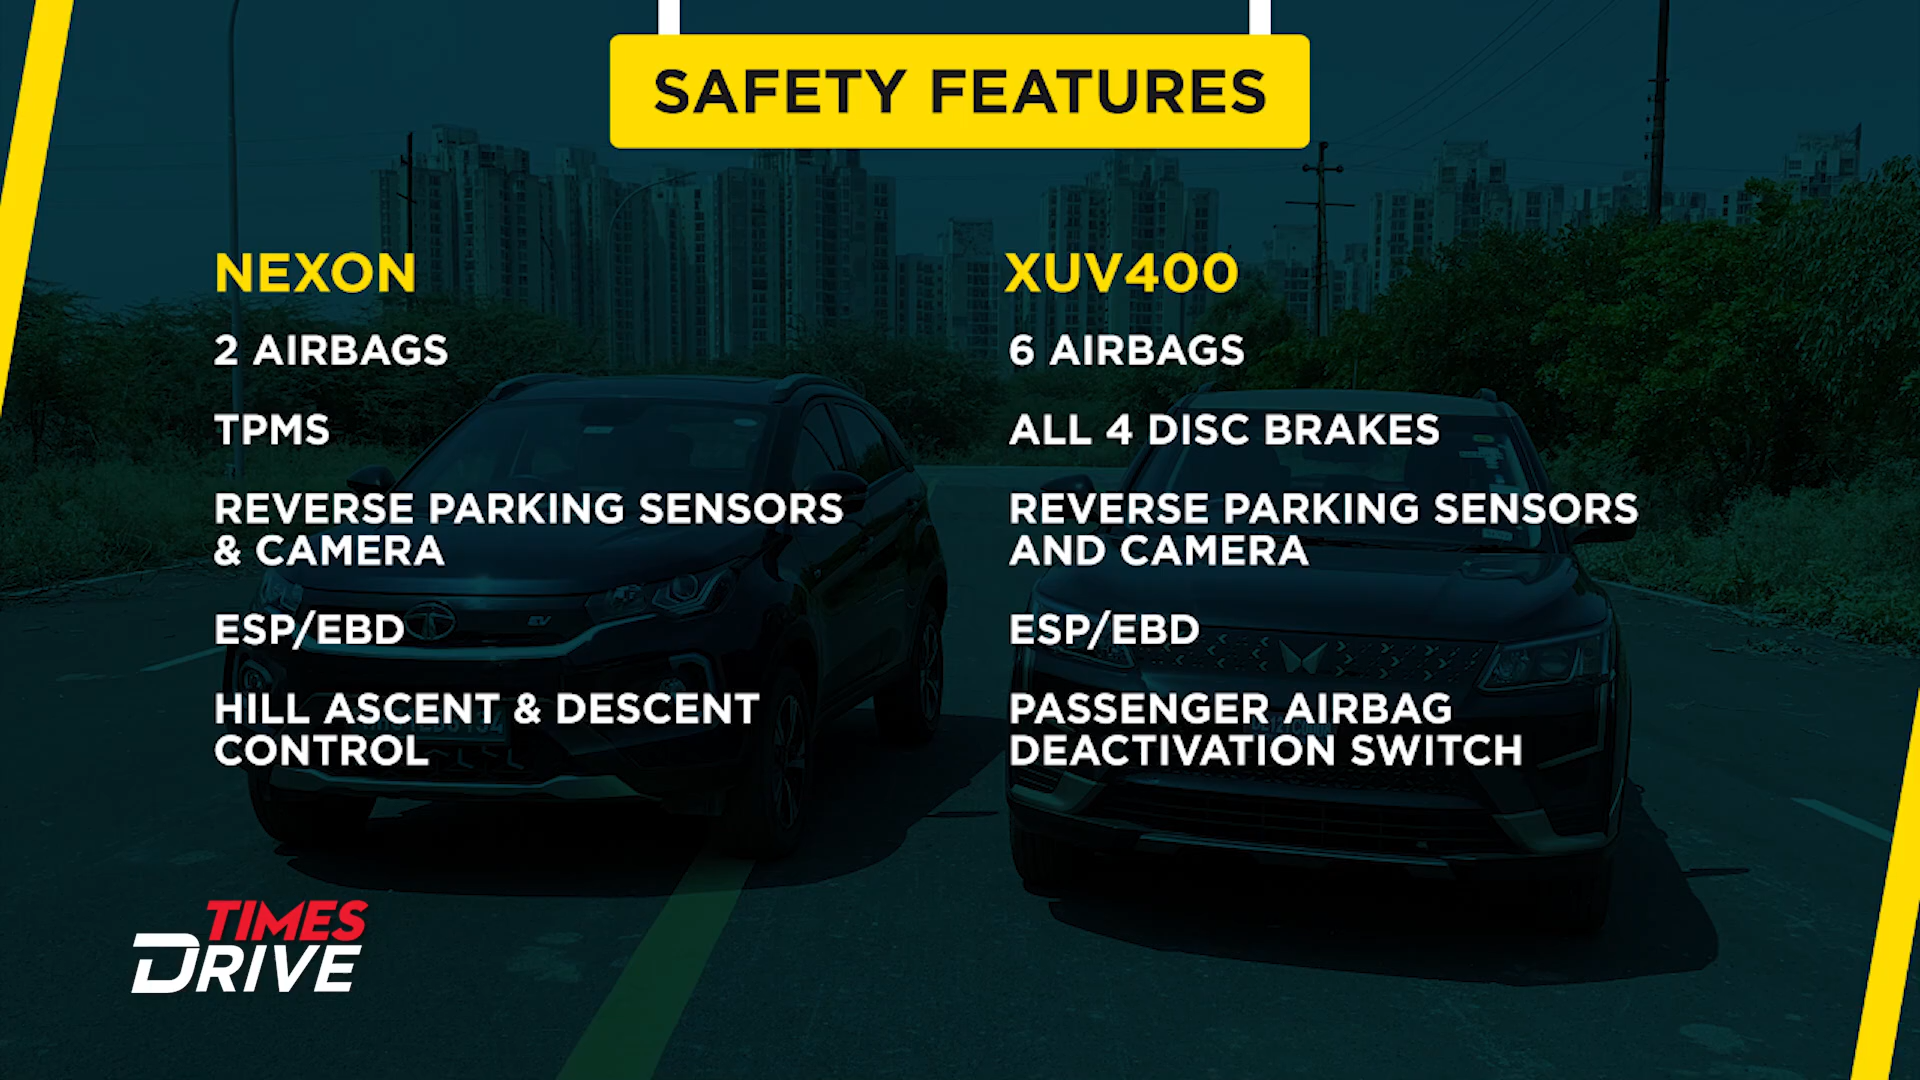 SAFETY FEATURES
NEXON
2 AIRBAGS
TPMS
REVERSE PARKING SENSORS
& CAMERA
ESP/EBD
HILL ASCENT & DESCENT
CONTROL
XUV400
6 AIRBAGS
ALL 4 DISC BRAKES
REVERSE PARKING SENSORS
AND CAMERA
ESP/EBD
PASSENGER AIRBAG
DEACTIVATION SWITCH
EV
TIMES
DRIVE